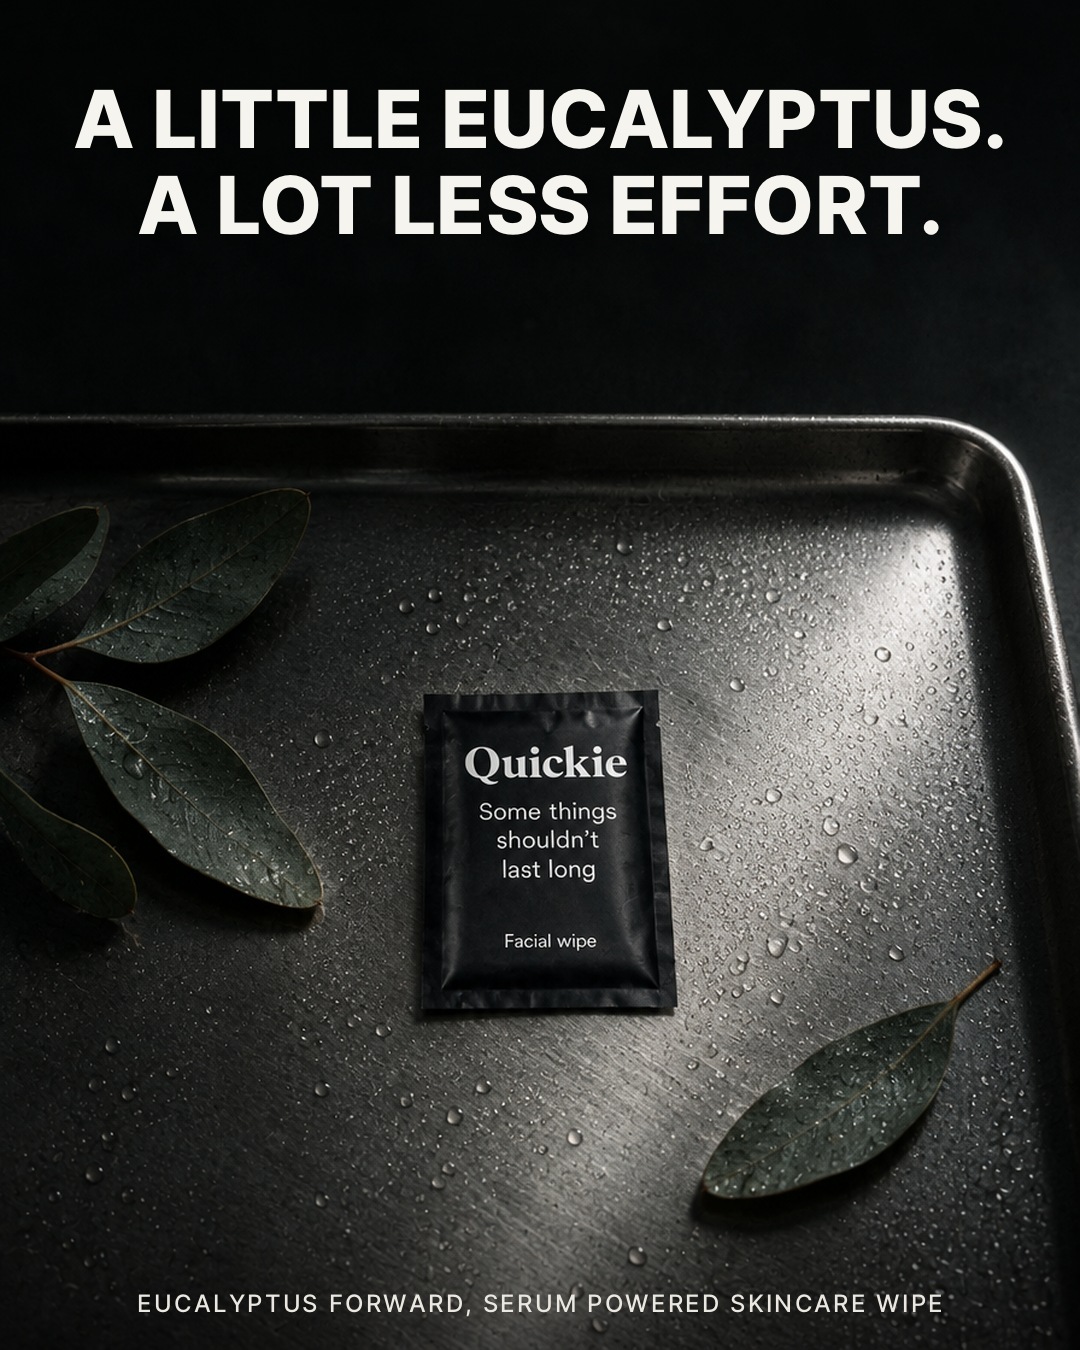 A LITTLE EUCALYPTUS.
A LOT LESS EFFORT.
Quickie
Some things
shouldn’t
last long
Facial wipe
EUCALYPTUS FORWARD, SERUM POWERED SKINCARE WIPE